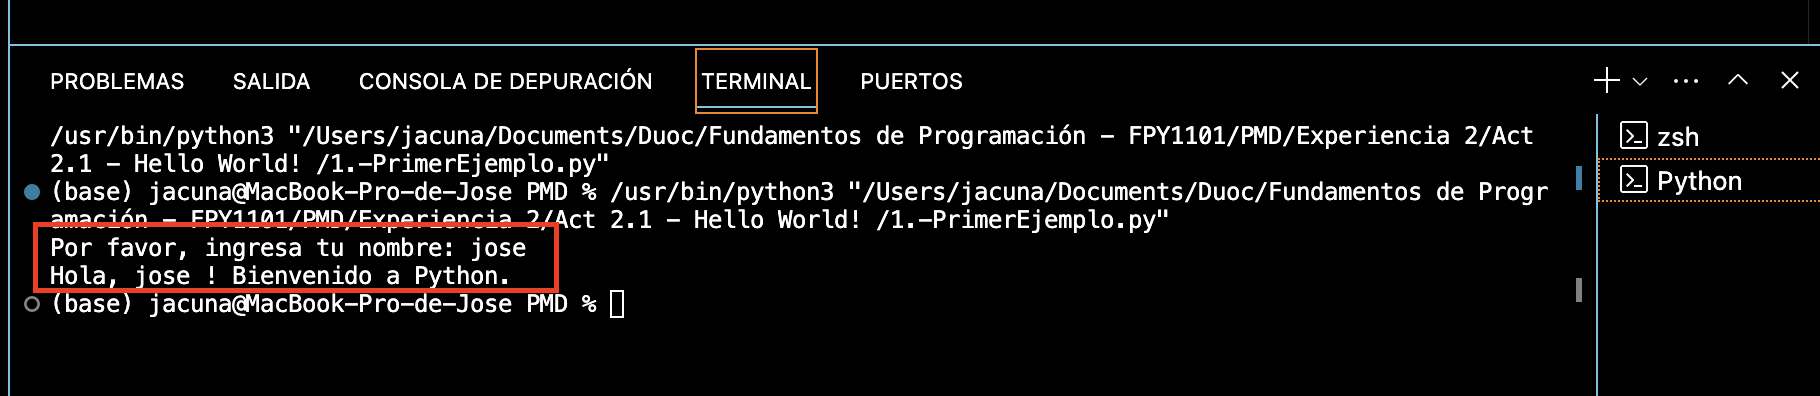 PROBLEMAS SALIDA CONSOLA DE DEPURACIÓN TERMINAL PUERTOS
/usr/bin/python3 "/Users/jacuna/Documents/Duoc/Fundamentos de Programación - FPY1101/PMD/Experiencia 2/Act
2.1 - Hello World! /1.-PrimerEjemplo.py"
(base) jacuna@MacBook-Pro-de-Jose PMD % /usr/bin/python3 "/Users/jacuna/Documents/Duoc/Fundamentos de Progr
amación - FPY1101/PMD/Experiencia 2/Act 2.1 - Hello World! /1.-PrimerEjemplo.py"
Por favor, ingresa tu nombre: jose
Hola, jose ! Bienvenido a Python.
(base) jacuna@MacBook-Pro-de-Jose PMD %
zsh
Python